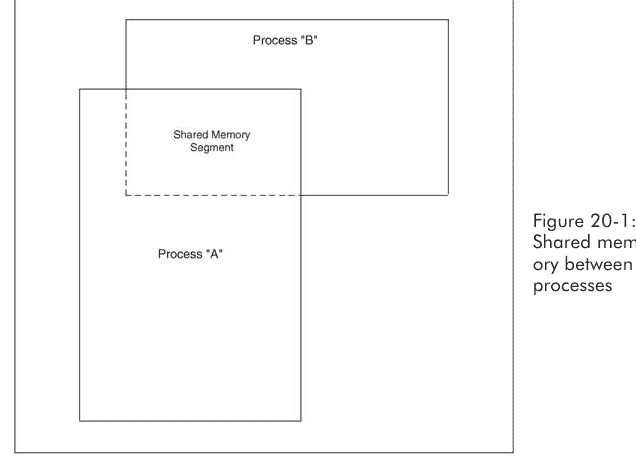 Process "B"
Shared Memory
Segment
Process "A"
Figure 20-1:
Shared mem
ory between
processes